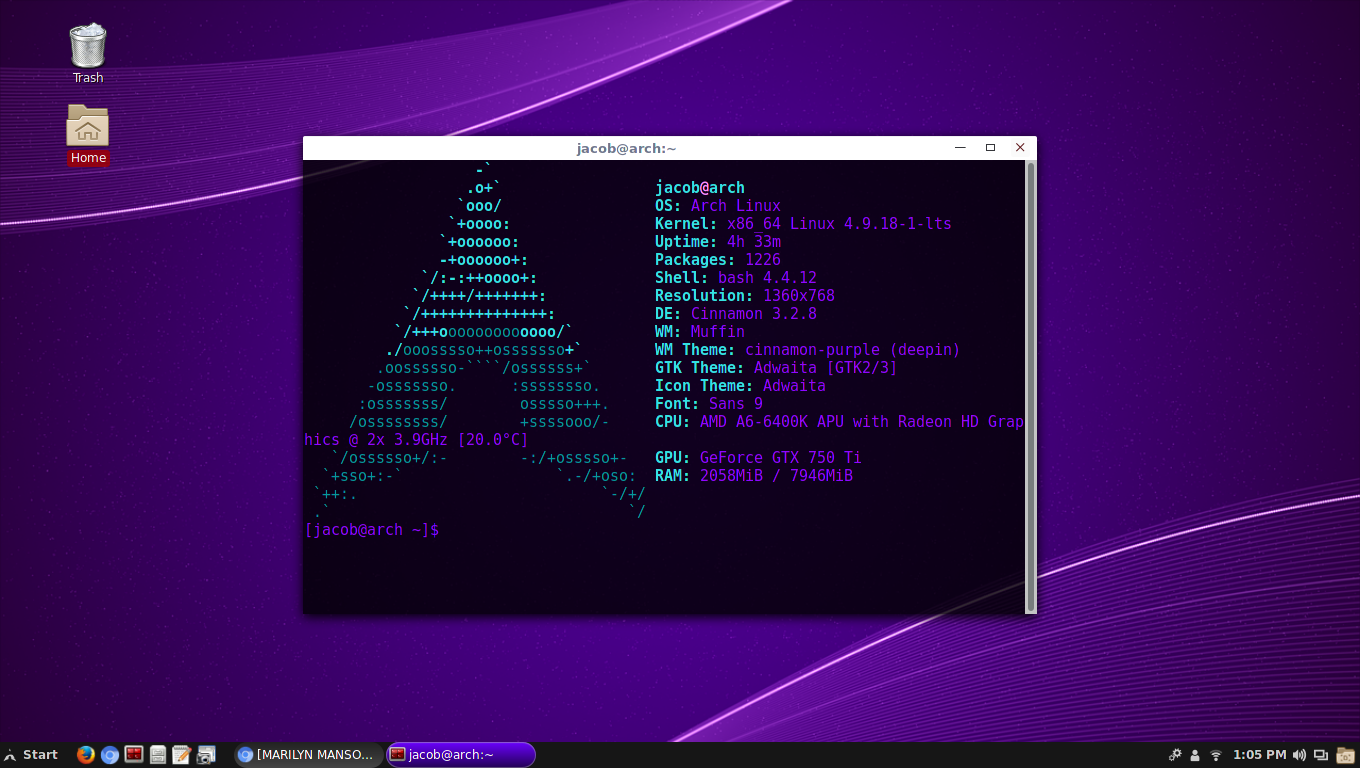 Trash
Home
jacob@arch:~
-`
.o+`                 jacob@arch
`ooo/                OS: Arch Linux
`+oooo:              Kernel: x86_64 Linux 4.9.18-1-lts
`+oooooo:            Uptime: 4h 33m
-+oooooo+:           Packages: 1226
`/:-:++oooo+:        Shell: bash 4.4.12
`/++++/+++++++:      Resolution: 1360x768
`/++++++++++++++:    DE: Cinnamon 3.2.8
`/+++ooooooooooooo/`  WM: Muffin
./ooosssso++osssssso+`  WM Theme: cinnamon-purple (deepin)
.oossssso-````/ossssss+`  GTK Theme: Adwaita [GTK2/3]
-osssssso.      :ssssssso.  Icon Theme: Adwaita
:osssssss/        osssso+++.  Font: Sans 9
/ossssssss/        +ssssooo/-  CPU: AMD A6-6400K APU with Radeon HD Grap
hics @ 2x 3.9GHz [20.0°C]
`/ossssso+/:-        -:/+osssso+-  GPU: GeForce GTX 750 Ti
`+sso+:-`                 `.-/+oso:  RAM: 2058MiB / 7946MiB
`++:.                           `-/+/
.`                                 `/
[jacob@arch ~]$
Start
[MARILYN MANSO...
jacob@arch:~
1:05 PM